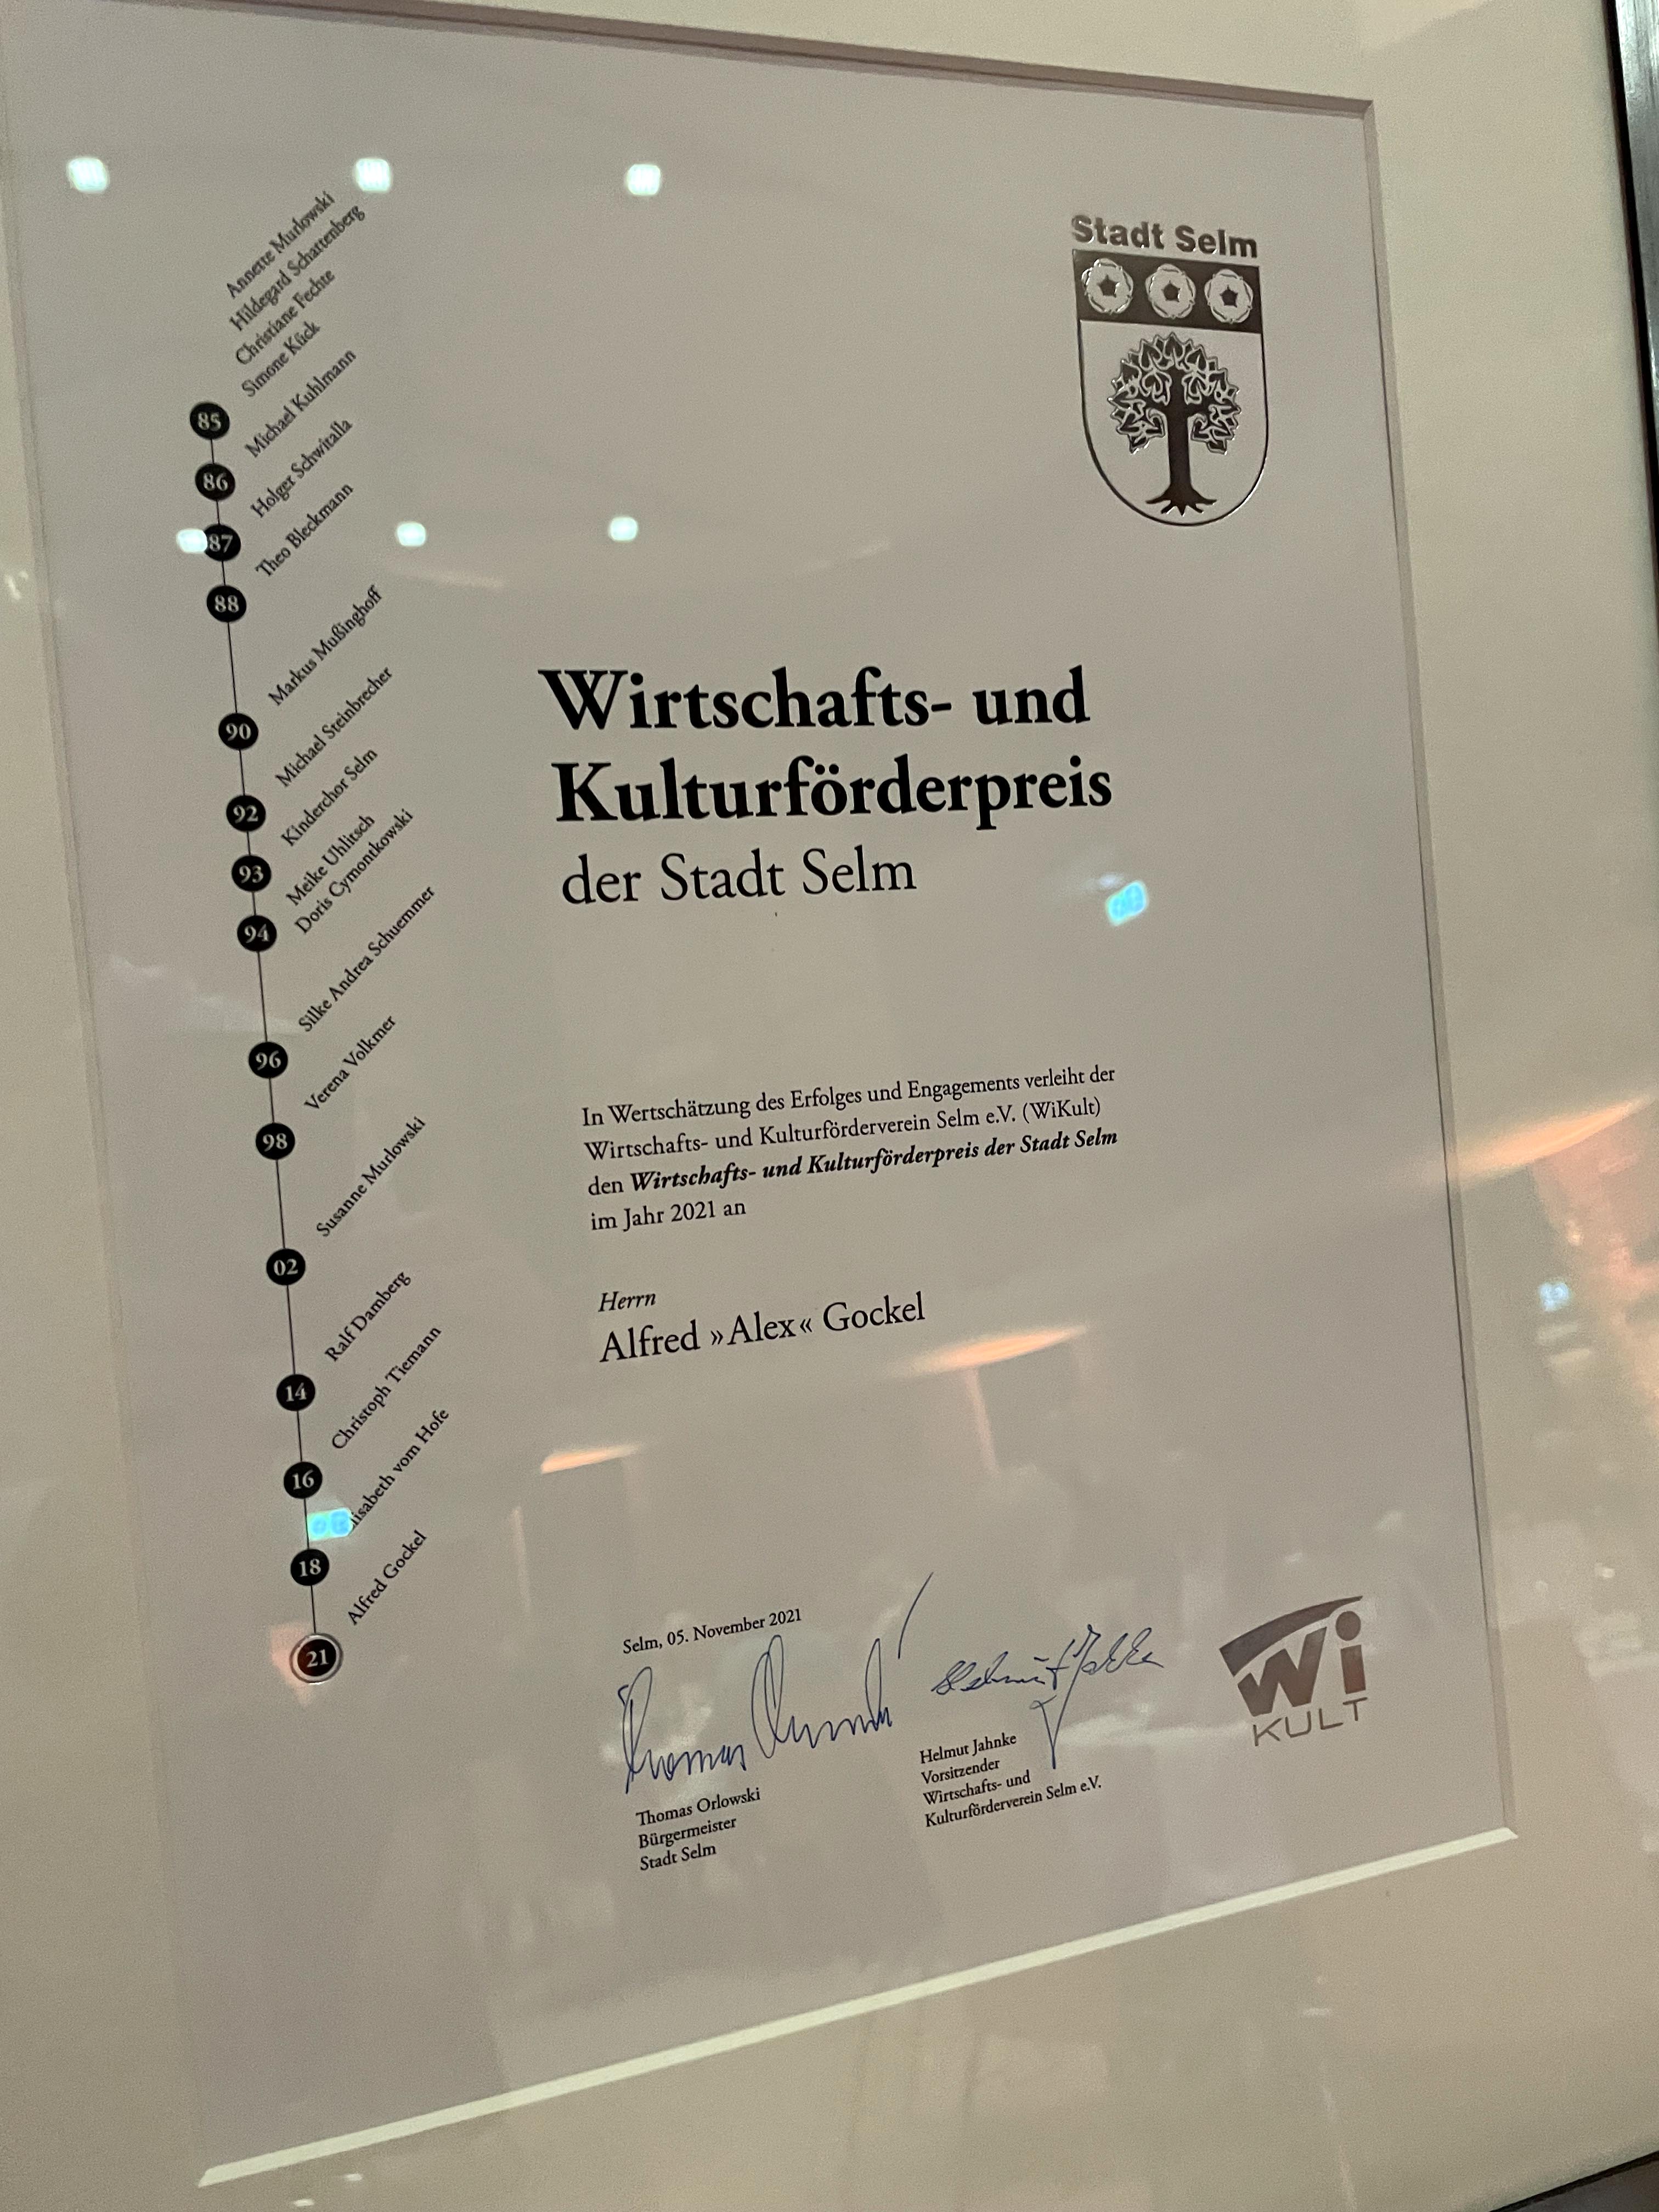 Annette Murlowski
Hildegard Schattenberg
Christiane Fechte
Simone Kück
85
Michael Kuhlmann
86
Holger Schwitalla
87
Theo Bleckmann
88
Markus Mußinghoff
90
Michael Steinbrecher
92
Kinderchor Selm
93
Meike Uhlitsch
Doris Cymontkowski
94
Silke Andrea Schuemmer
96
Verena Volkmer
98
Susanne Murlowski
02
Ralf Damberg
14
Christoph Tiemann
16
vom Hofe
18
Alfred Gockel
21
Stadt Selm
Wirtschafts- und
Kulturförderpreis
der Stadt Selm
In Wertschätzung des Erfolges und Engagements verleiht der
Wirtschafts- und Kulturförderverein Selm e.V. (WiKult)
den Wirtschafts- und Kulturförderpreis der Stadt Selm
im Jahr 2021 an
Herrn
Alfred »Alex« Gockel
Selm, 05. November 2021
Thomas Orlowski
Bürgermeister
Stadt Selm
Helmut Jahnke
Vorsitzender
Wirtschafts- und
Kulturförderverein Selm e.V.
Wi
KULT